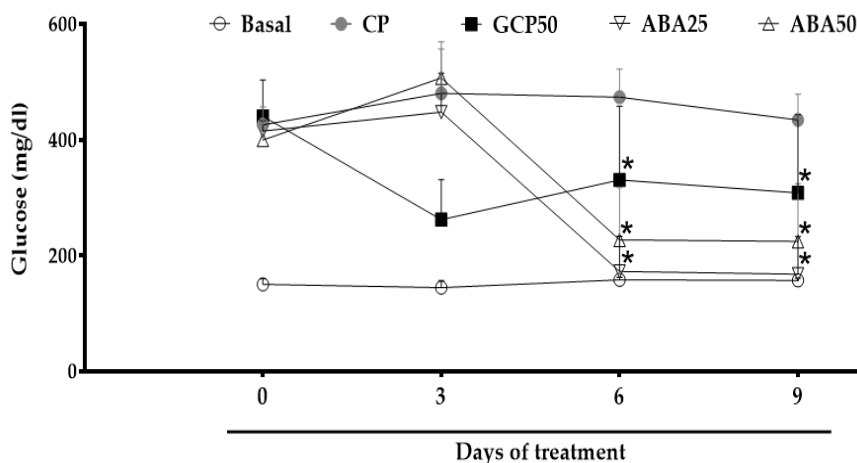 600
Basal CP GCP50 ABA25 ABA50
400
Glucose (mg/dl)
*
*
*
*
200
*
*
0
0 3 6 9
Days of treatment